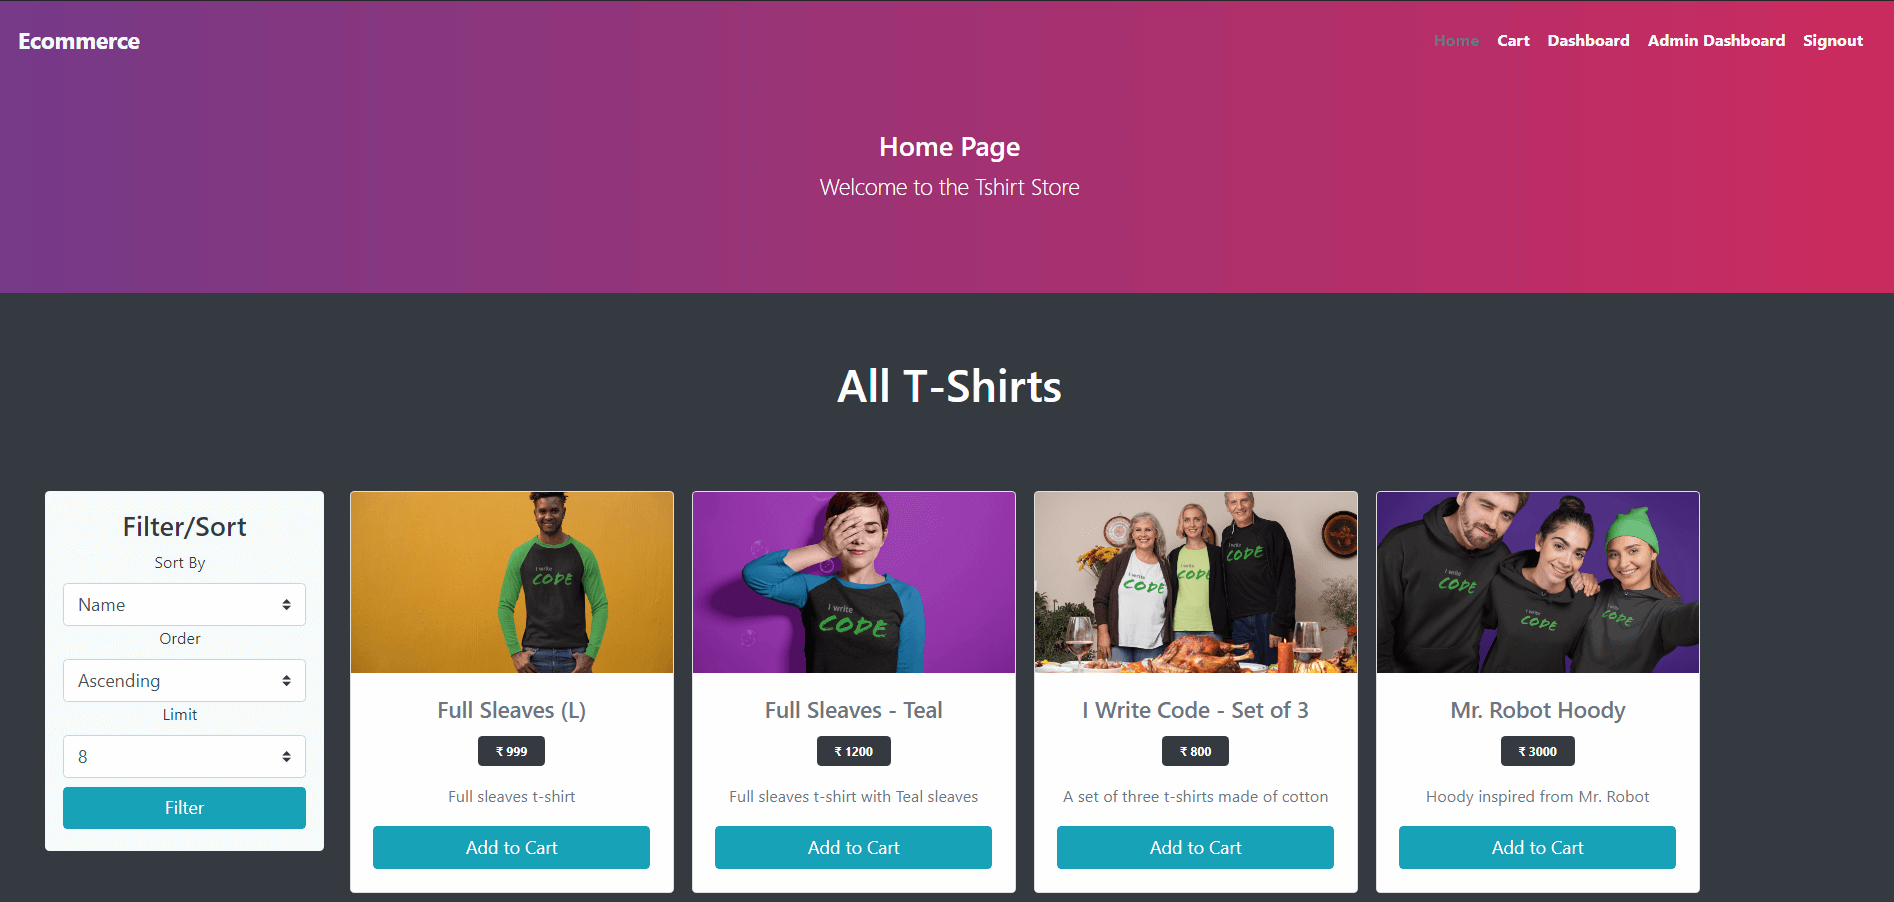 Ecommerce
Home Cart Dashboard Admin Dashboard Signout
Home Page
Welcome to the Tshirt Store
All T-Shirts
Filter/Sort
Sort By
Name
Order
Ascending
Limit
8
Filter
I write
CODE
Full Sleaves (L)
₹ 999
Full sleaves t-shirt
Add to Cart
I write
CODE
Full Sleaves - Teal
₹ 1200
Full sleaves t-shirt with Teal sleaves
Add to Cart
I write
CODE
I write
CODE
I write
CODE
I Write Code - Set of 3
₹ 800
A set of three t-shirts made of cotton
Add to Cart
I write
CODE
I write
CODE
I write
CODE
Mr. Robot Hoody
₹ 3000
Hoody inspired from Mr. Robot
Add to Cart